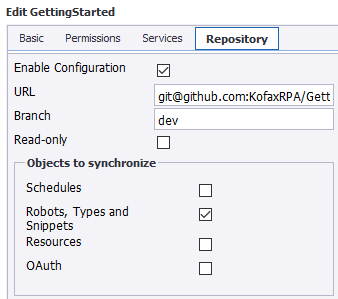 Edit GettingStarted
Basic Permissions Services Repository
Enable Configuration
URL git@github.com:KofaxRPA/Gett
Branch dev
Read-only
Objects to synchronize
Schedules
Robots, Types and
Snippets
Resources
OAuth